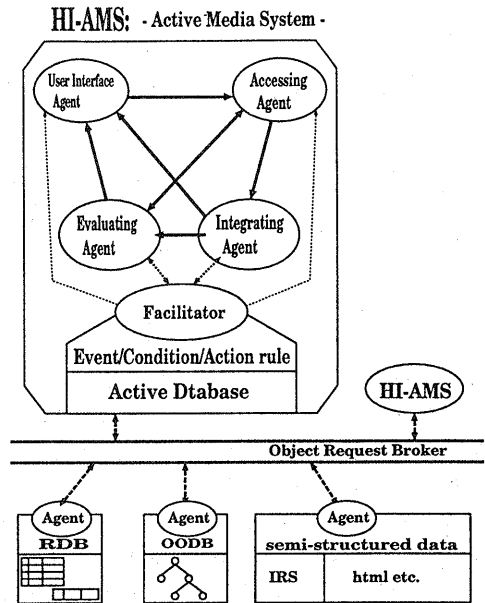 HI-AMS: - Active Media System -
User Interface
Agent
Accessing
Agent
Evaluating
Agent
Integrating
Agent
Facilitator
Event/Condition/Action rule
Active Dtabase
HI-AMS
Object Request Broker
Agent
RDB
Agent
OODB
Agent
semi-structured data
IRS
html etc.